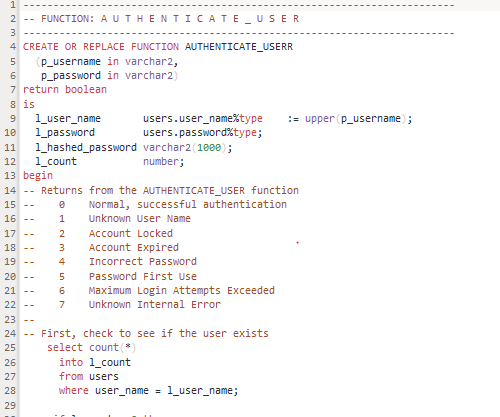 1 --------------------------------------------------------------------------
2 -- FUNCTION: A U T H E N T I C A T E _ U S E R
3 --------------------------------------------------------------------------
4 CREATE OR REPLACE FUNCTION AUTHENTICATE_USERR
5   (p_username in varchar2,
6    p_password in varchar2)
7 return boolean
8 is
9   l_user_name       users.user_name%type    := upper(p_username);
10   l_password        users.password%type;
11   l_hashed_password varchar2(1000);
12   l_count           number;
13 begin
14 -- Returns from the AUTHENTICATE_USER function
15 --    0    Normal, successful authentication
16 --    1    Unknown User Name
17 --    2    Account Locked
18 --    3    Account Expired
19 --    4    Incorrect Password
20 --    5    Password First Use
21 --    6    Maximum Login Attempts Exceeded
22 --    7    Unknown Internal Error
23 --
24 -- First, check to see if the user exists
25     select count(*)
26       into l_count
27       from users
28       where user_name = l_user_name;
29